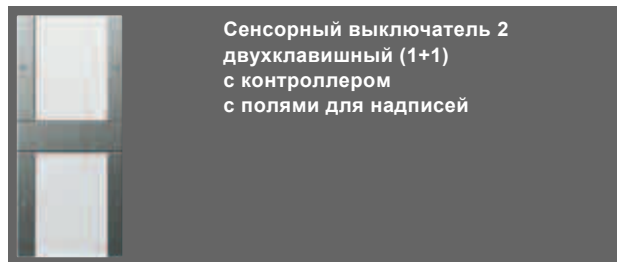 Сенсорный выключатель 2
двухклавишный (1+1)
с контроллером
с полями для надписей